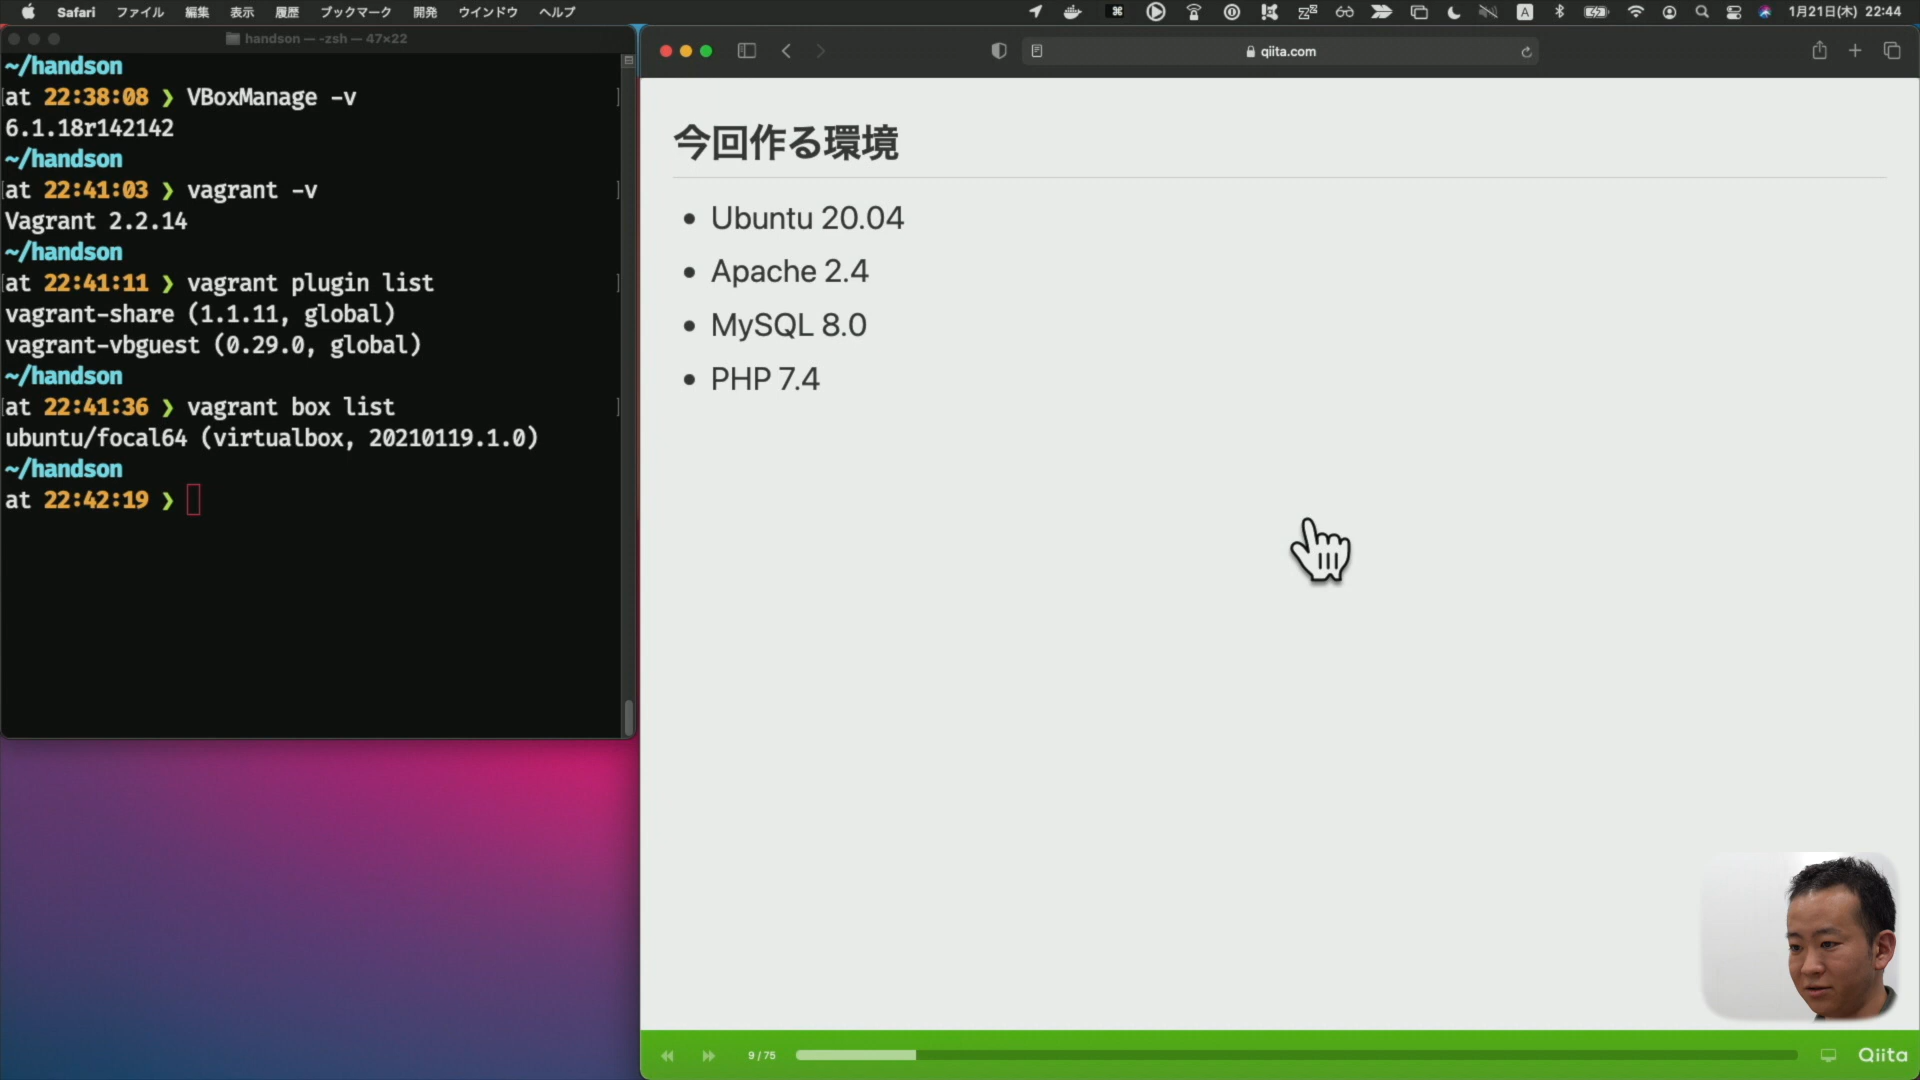 Safari ファイル 編集 表示 履歴 ブックマーク 開発 ウインドウ ヘルプ
1月21日(木) 22:44
handson — -zsh — 47×22
~/handson
at 22:38:08 ❯ VBoxManage -v
6.1.18r142142
~/handson
at 22:41:03 ❯ vagrant -v
Vagrant 2.2.14
~/handson
at 22:41:11 ❯ vagrant plugin list
vagrant-share (1.1.11, global)
vagrant-vbguest (0.29.0, global)
~/handson
at 22:41:36 ❯ vagrant box list
ubuntu/focal64 (virtualbox, 20210119.1.0)
~/handson
at 22:42:19 ❯
qiita.com
今回作る環境
• Ubuntu 20.04
• Apache 2.4
• MySQL 8.0
• PHP 7.4
9 / 75
Qiita